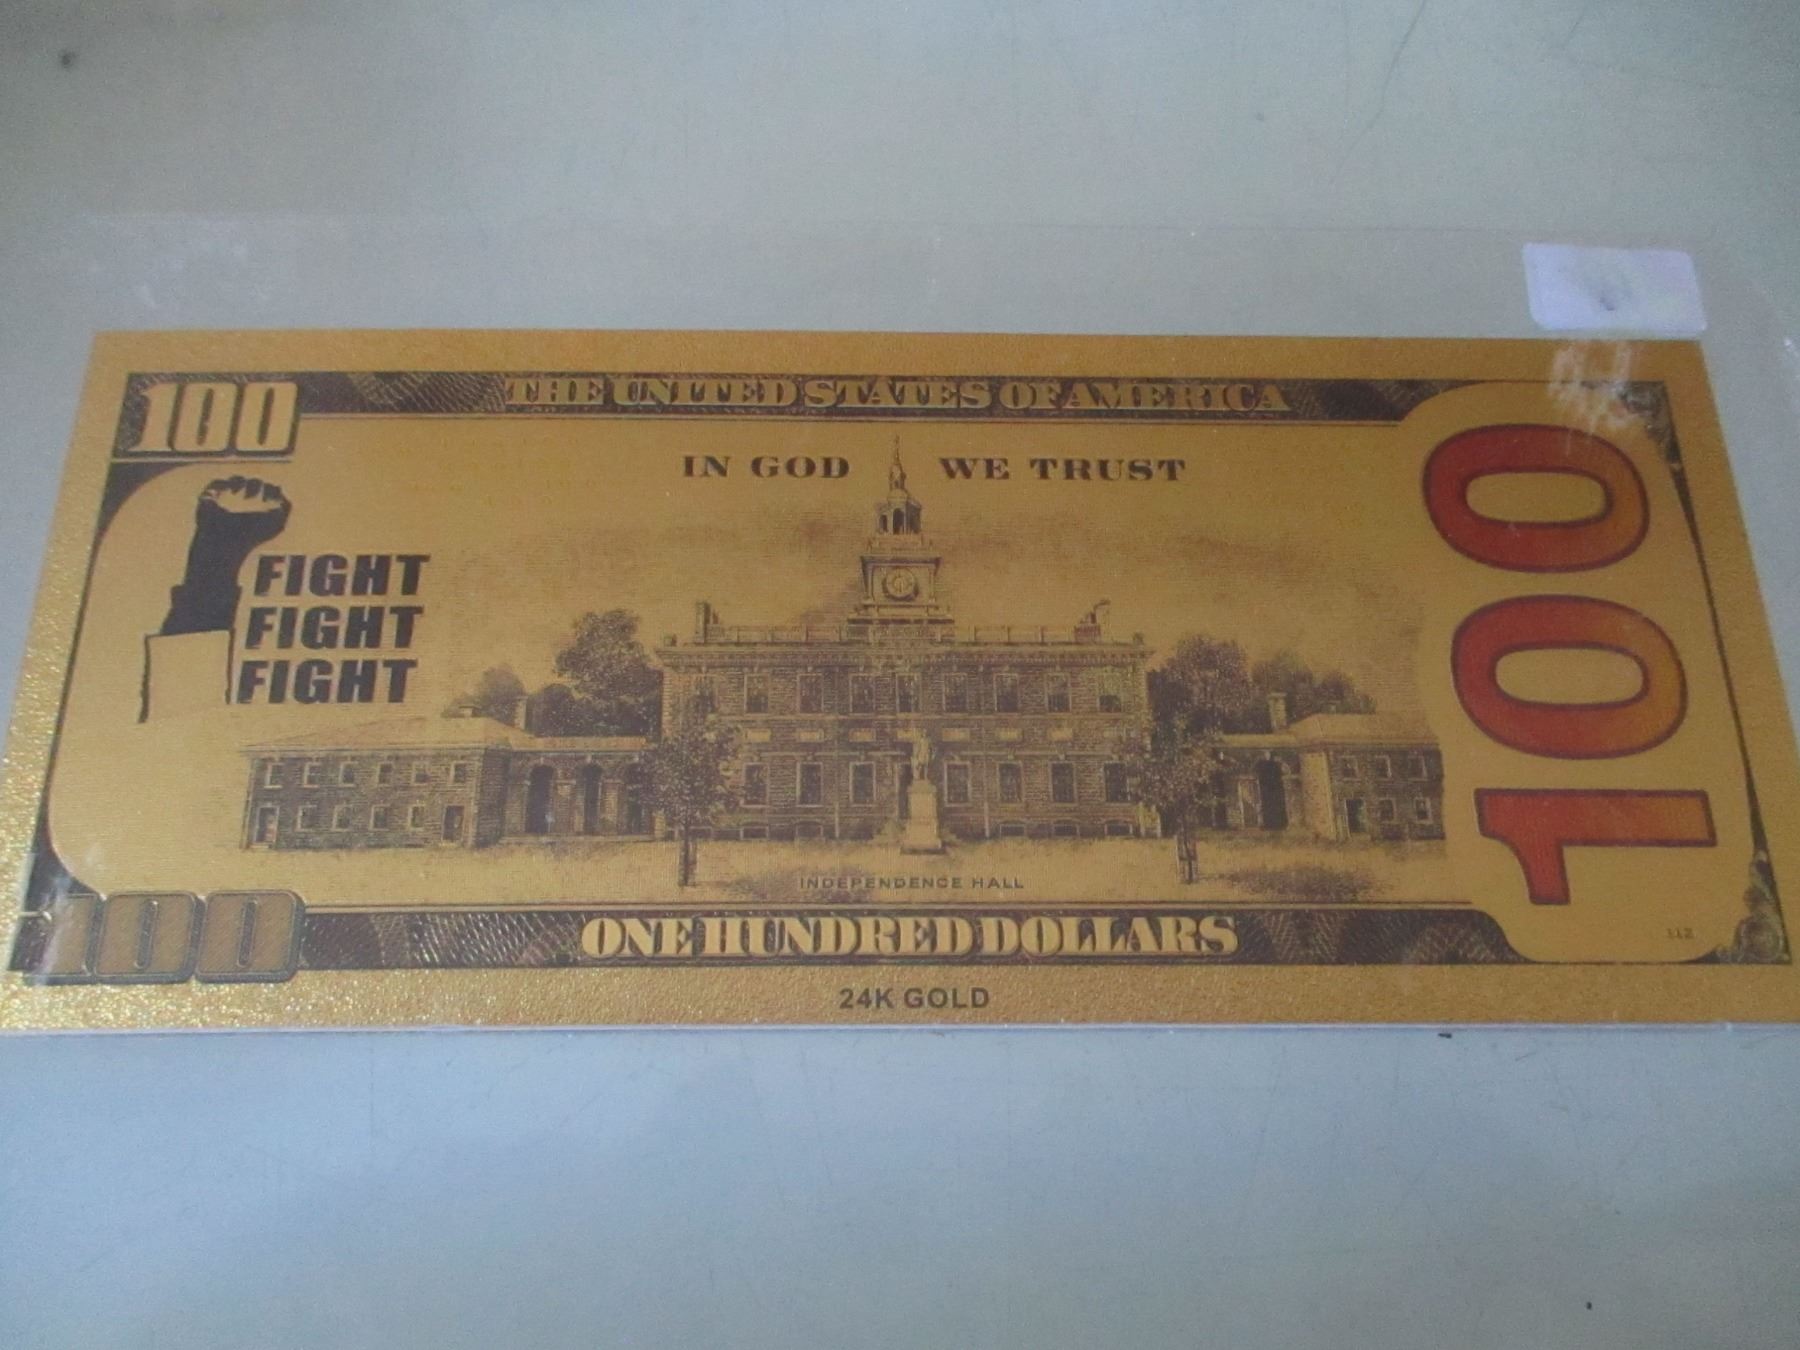 100
THE UNITED STATES OF AMERICA
IN GOD WE TRUST
FIGHT
FIGHT
FIGHT
100
INDEPENDENCE HALL
100
ONE HUNDRED DOLLARS
112
24K GOLD